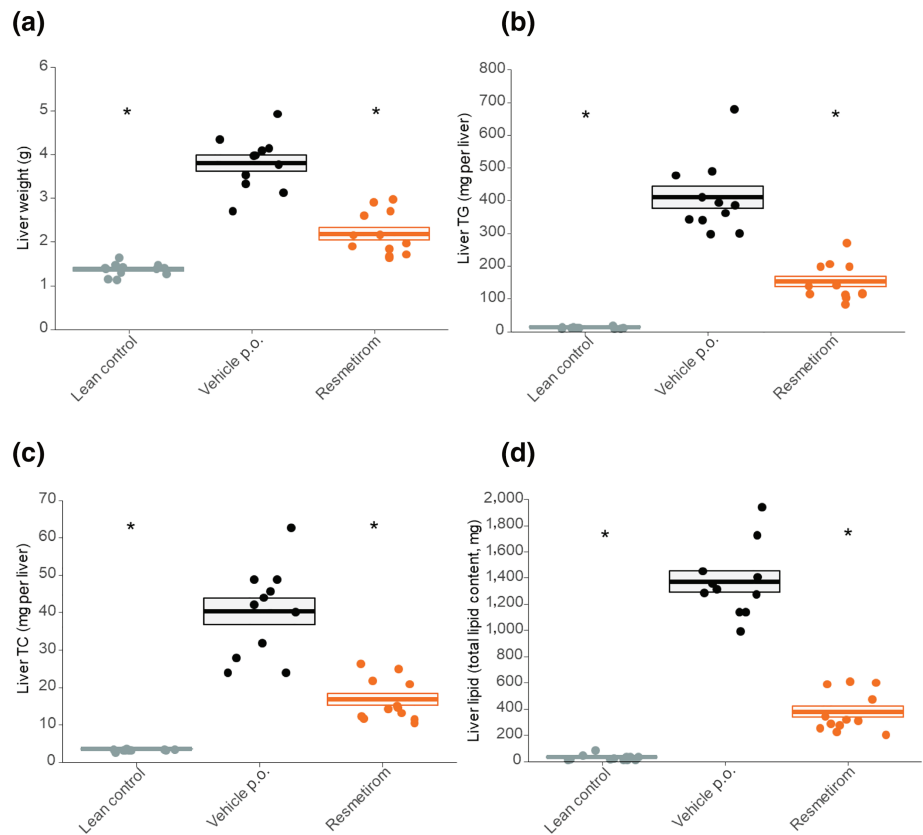 (a)
Liver weight (g)
6
5
4
3
2
1
0
*
*
Lean control
Vehicle p.o.
Resmetirom
(b)
Liver TG (mg per liver)
800
700
600
500
400
300
200
100
0
*
*
Lean control
Vehicle p.o.
Resmetirom
(c)
Liver TC (mg per liver)
70
60
50
40
30
20
10
0
*
*
Lean control
Vehicle p.o.
Resmetirom
(d)
Liver lipid (total lipid content, mg)
2,000
1,800
1,600
1,400
1,200
1,000
800
600
400
200
0
*
*
Lean control
Vehicle p.o.
Resmetirom